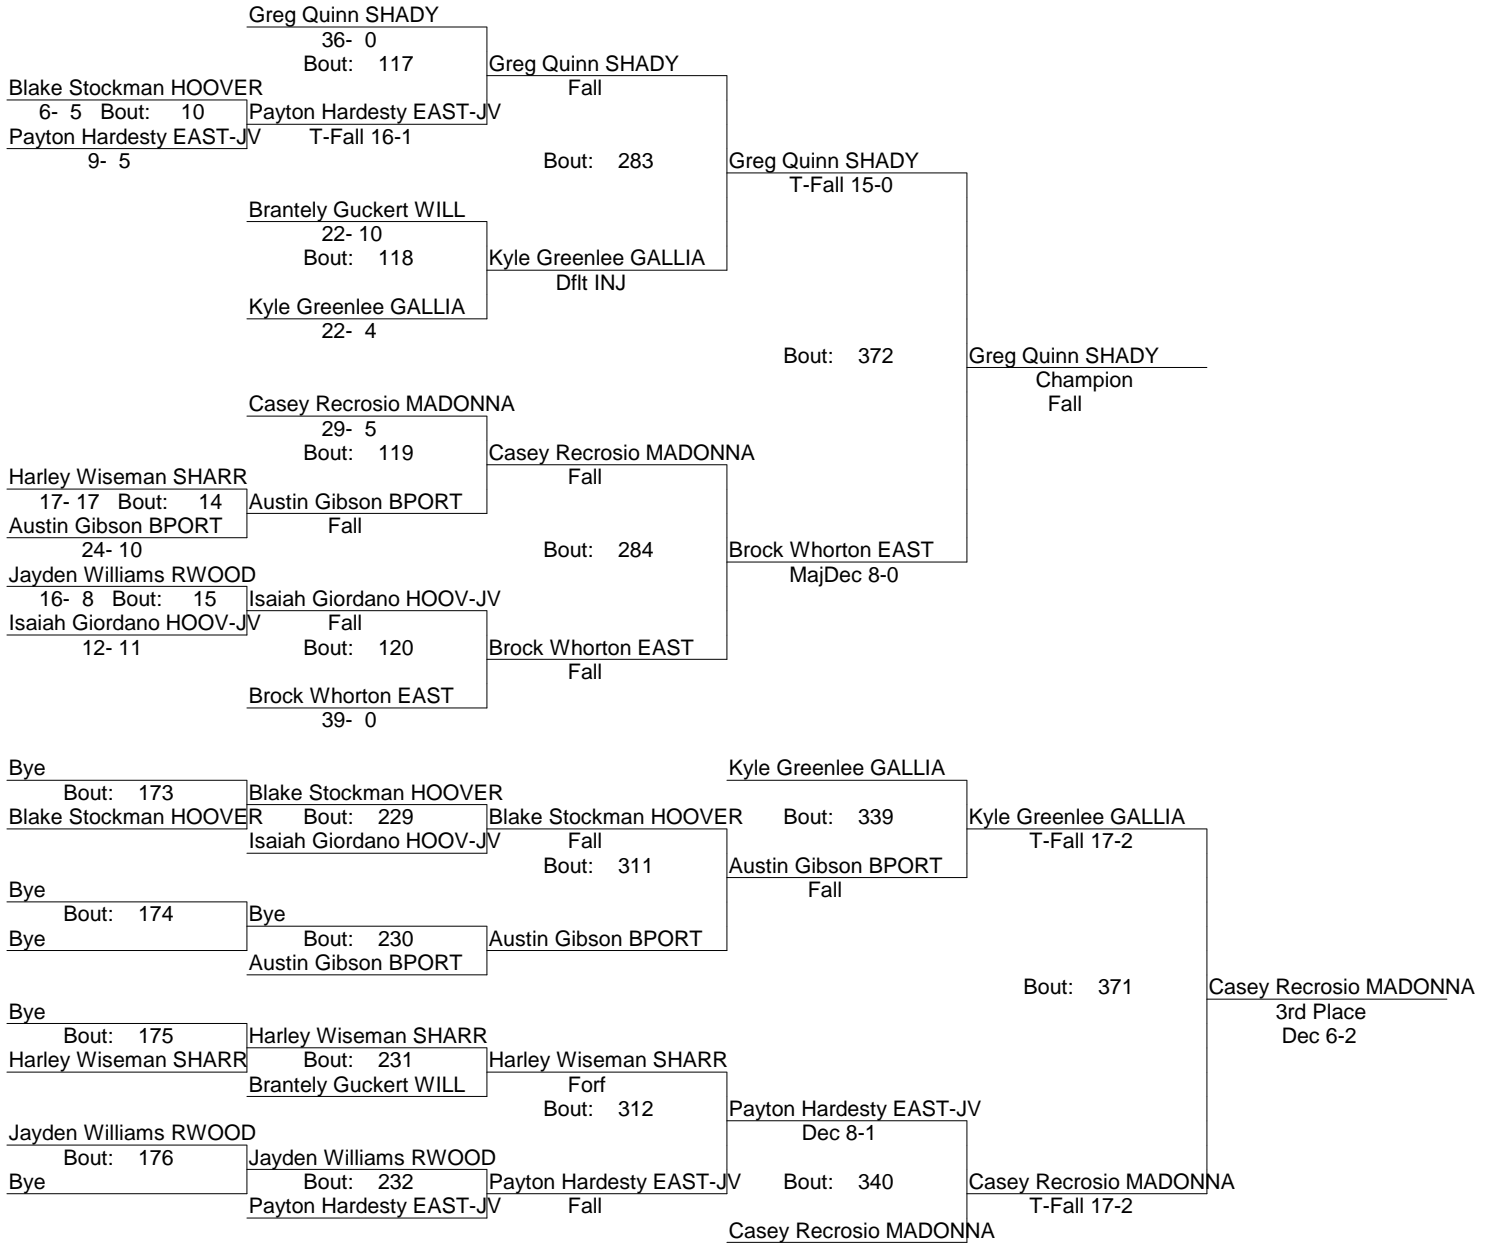 Greg Quinn SHADY
36- 0
Bout: 117 Greg Quinn SHADY
Blake Stockman HOOVER Fall
6- 5 Bout: 10 Payton Hardesty EAST-JV
Payton Hardesty EAST-JV T-Fall 16-1
9- 5 Bout: 283 Greg Quinn SHADY
T-Fall 15-0
Brantely Guckert WILL
22- 10
Bout: 118 Kyle Greenlee GALLIA
Dflt INJ
Kyle Greenlee GALLIA
22- 4
Bout: 372 Greg Quinn SHADY
Champion
Casey Recrosio MADONNA Fall
29- 5
Bout: 119 Casey Recrosio MADONNA
Harley Wiseman SHARR Fall
17- 17 Bout: 14 Austin Gibson BPORT
Austin Gibson BPORT Fall
24- 10 Bout: 284 Brock Whorton EAST
Jayden Williams RWOOD MajDec 8-0
16- 8 Bout: 15 Isaiah Giordano HOOV-JV
Isaiah Giordano HOOV-JV Fall
12- 11 Bout: 120 Brock Whorton EAST
Fall
Brock Whorton EAST
39- 0
Bye Kyle Greenlee GALLIA
Bout: 173 Blake Stockman HOOVER
Blake Stockman HOOVER Bout: 229 Blake Stockman HOOVER Bout: 339 Kyle Greenlee GALLIA
Isaiah Giordano HOOV-JV Fall T-Fall 17-2
Bout: 311 Austin Gibson BPORT
Bye Fall
Bout: 174 Bye
Bye Bout: 230 Austin Gibson BPORT
Austin Gibson BPORT
Bout: 371 Casey Recrosio MADONNA
Bye 3rd Place
Bout: 175 Harley Wiseman SHARR Dec 6-2
Harley Wiseman SHARR Bout: 231 Harley Wiseman SHARR
Brantely Guckert WILL Forf
Bout: 312 Payton Hardesty EAST-JV
Jayden Williams RWOOD Dec 8-1
Bout: 176 Jayden Williams RWOOD
Bye Bout: 232 Payton Hardesty EAST-JV Bout: 340 Casey Recrosio MADONNA
Payton Hardesty EAST-JV Fall T-Fall 17-2
Casey Recrosio MADONNA